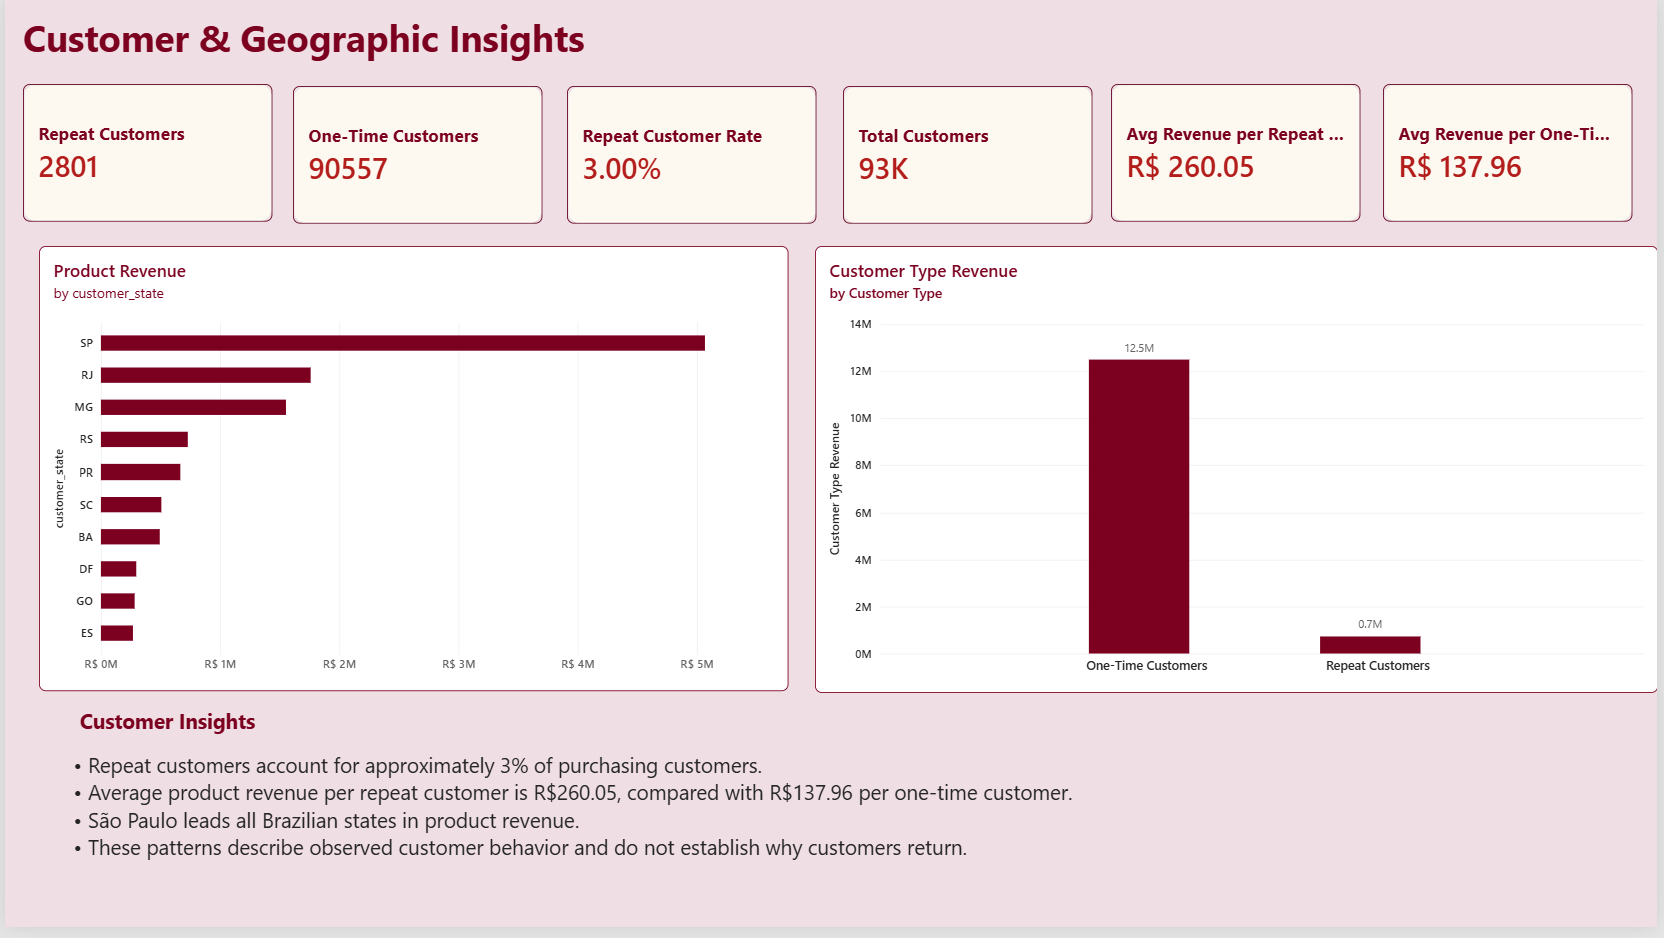 Customer & Geographic Insights
Repeat Customers
2801
One-Time Customers
90557
Repeat Customer Rate
3.00%
Total Customers
93K
Avg Revenue per Repeat ...
R$ 260.05
Avg Revenue per One-Ti...
R$ 137.96
Product Revenue
by customer_state
customer_state
SP
RJ
MG
RS
PR
SC
BA
DF
GO
ES
R$ 0M
R$ 1M
R$ 2M
R$ 3M
R$ 4M
R$ 5M
Customer Type Revenue
by Customer Type
Customer Type Revenue
14M
12M
10M
8M
6M
4M
2M
0M
12.5M
0.7M
One-Time Customers
Repeat Customers
Customer Insights
• Repeat customers account for approximately 3% of purchasing customers.
• Average product revenue per repeat customer is R$260.05, compared with R$137.96 per one-time customer.
• São Paulo leads all Brazilian states in product revenue.
• These patterns describe observed customer behavior and do not establish why customers return.